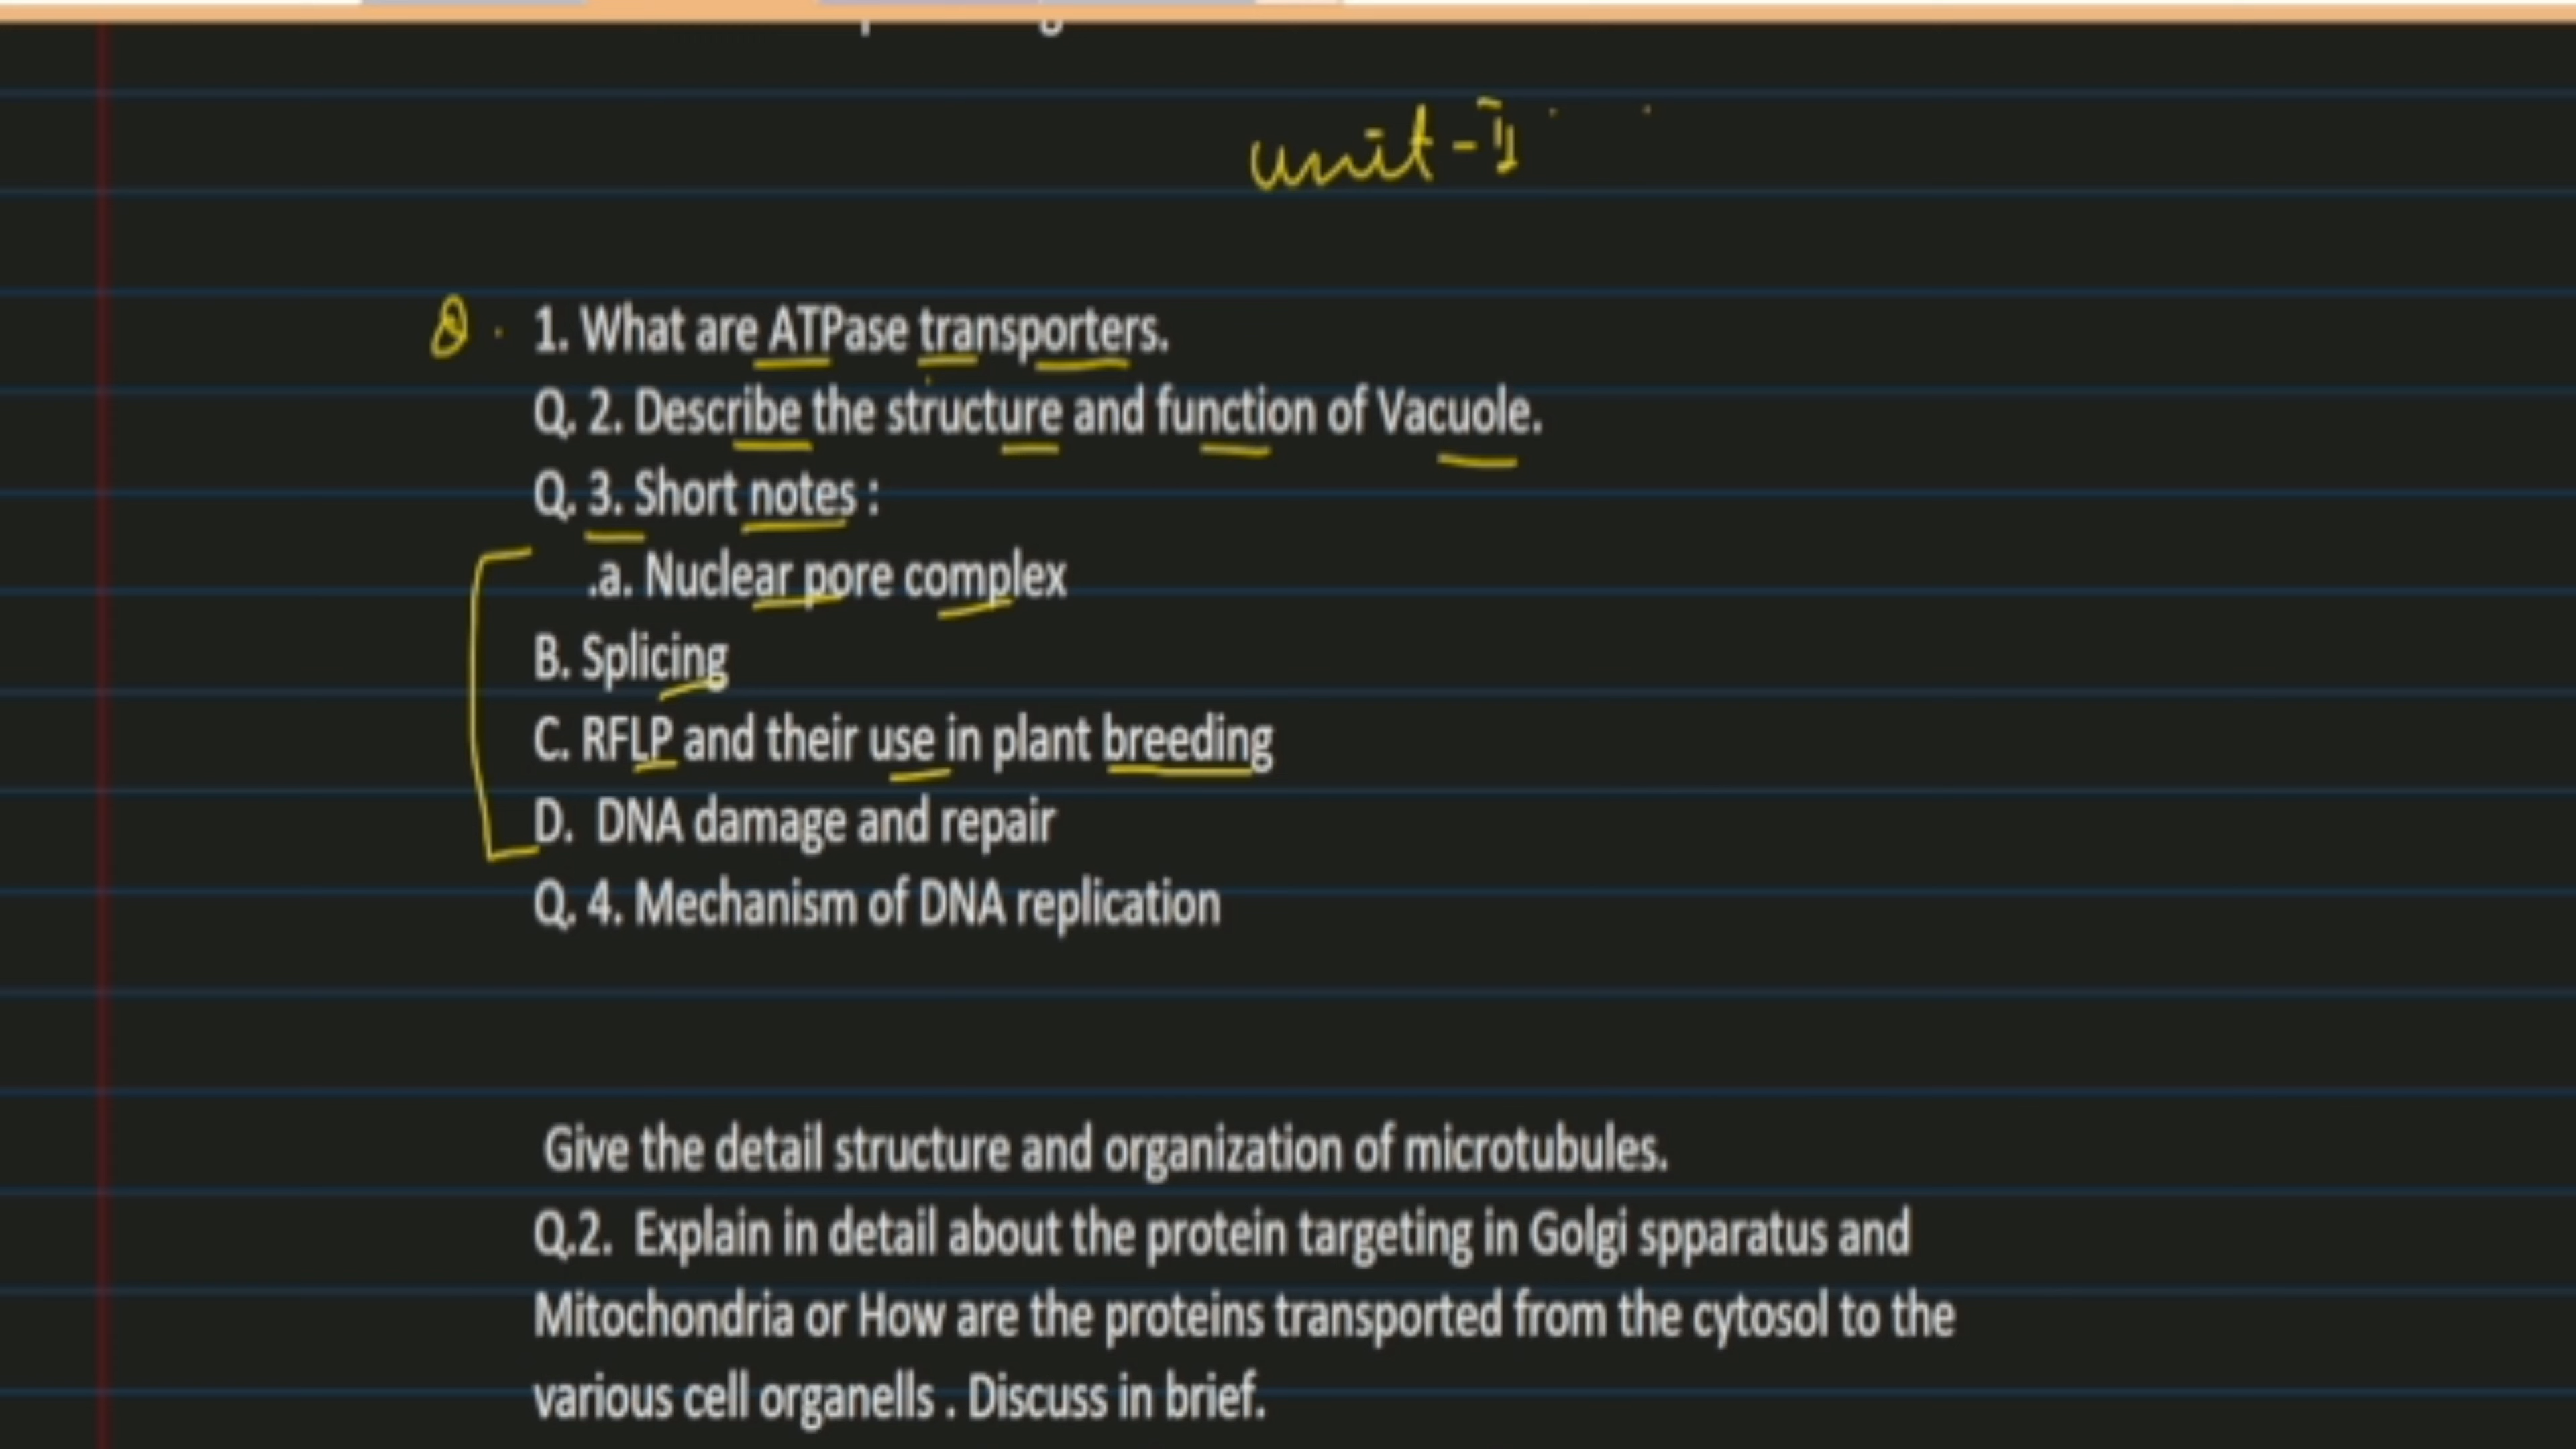 unit-II
Q. 1. What are ATPase transporters.
Q. 2. Describe the structure and function of Vacuole.
Q. 3. Short notes :
.a. Nuclear pore complex
B. Splicing
C. RFLP and their use in plant breeding
D. DNA damage and repair
Q. 4. Mechanism of DNA replication
Give the detail structure and organization of microtubules.
Q.2. Explain in detail about the protein targeting in Golgi spparatus and
Mitochondria or How are the proteins transported from the cytosol to the
various cell organells . Discuss in brief.